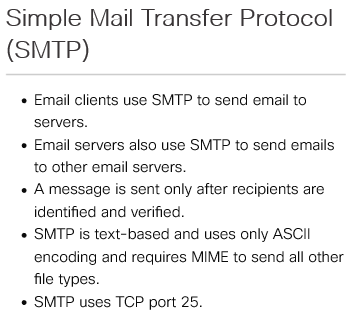 Simple Mail Transfer Protocol
(SMTP)
• Email clients use SMTP to send email to
servers.
• Email servers also use SMTP to send emails
to other email servers.
• A message is sent only after recipients are
identified and verified.
• SMTP is text-based and uses only ASCII
encoding and requires MIME to send all other
file types.
• SMTP uses TCP port 25.